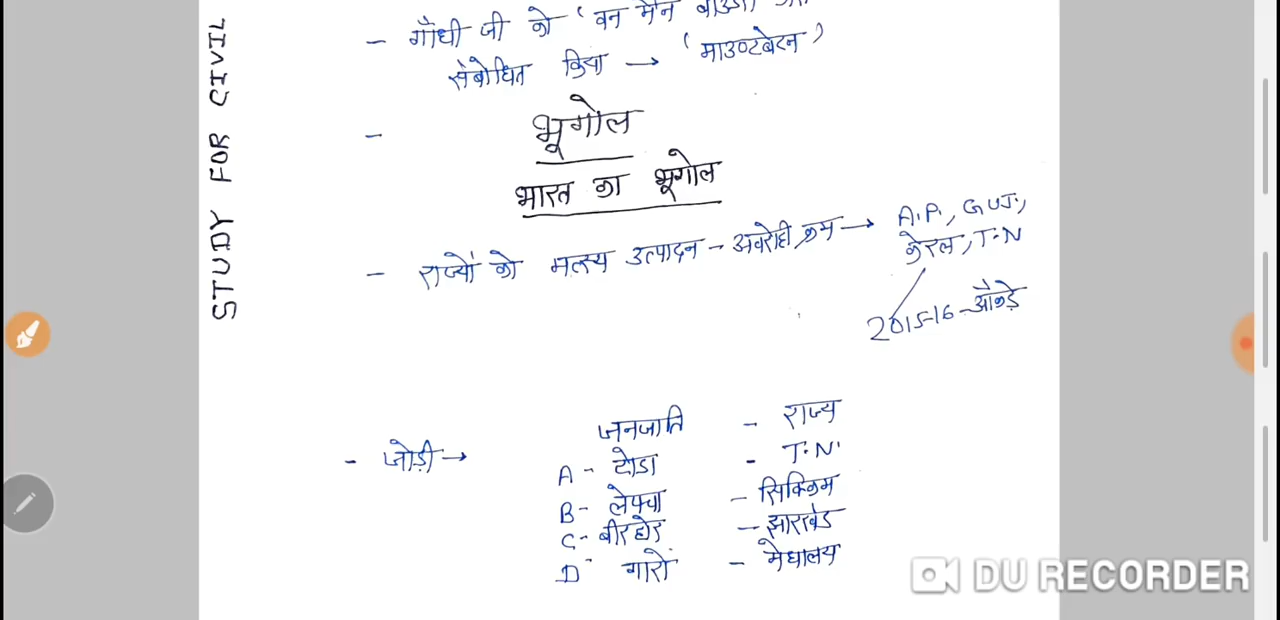 STUDY FOR CIVIL
- गाँधी जी को 'वन मैन
संबोधित किया → (माउण्टबेटन)
- भूगोल
भारत का भूगोल
- राज्यों को मत्स्य उत्पादन - अवरोही क्रम → A.P., GUJ.,
केरल, T.N
2015-16 - आँकड़े
जनजाति - राज्य
- जोड़ी →
A - टोडा - T.N.
B - लेप्चा - सिक्किम
C - बीरहोर - झारखंड
D - गारों - मेघालय
DU RECORDER